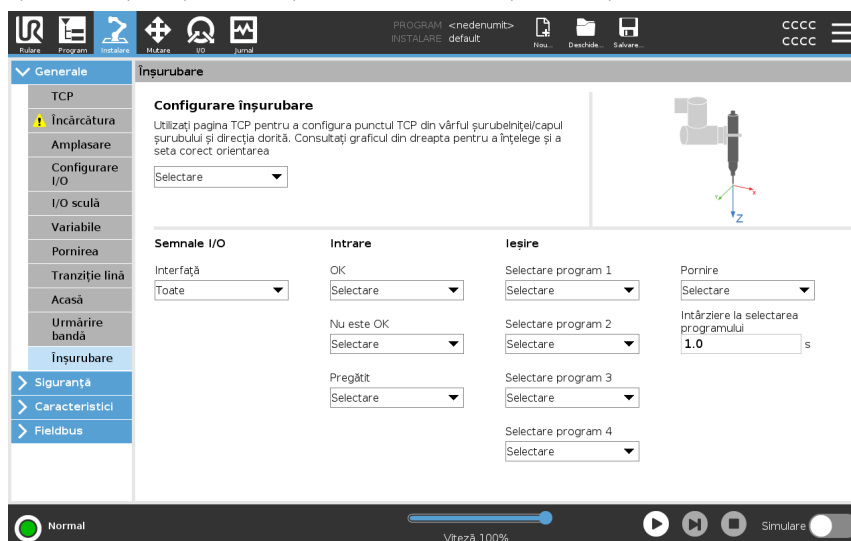 PROGRAM <nedenumit>
INSTALARE default
UR
Rulare
Program
Instalare
Mutare
I/O
Jurnal
Nou...
Deschide...
Salvare...
CCCC
CCCC
Generale
TCP
Încărcătura
Amplasare
Configurare
I/O
I/O sculă
Variabile
Pornirea
Tranziție lină
Acasă
Urmărire
bandă
Înșurubare
Siguranță
Caracteristici
Fieldbus
Înșurubare
Configurare înșurubare
Utilizați pagina TCP pentru a configura punctul TCP din vârful șurubelniței/capul
șurubului și direcția dorită. Consultați graficul din dreapta pentru a înțelege și a
seta corect orientarea
Selectare
Y
X
Z
Semnale I/O
Interfață
Toate
Intrare
OK
Selectare
Nu este OK
Selectare
Pregătit
Selectare
Ieșire
Selectare program 1
Selectare
Selectare program 2
Selectare
Selectare program 3
Selectare
Selectare program 4
Selectare
Pornire
Selectare
Întârziere la selectarea
programului
1.0 s
Normal
Viteză 100%
Simulare